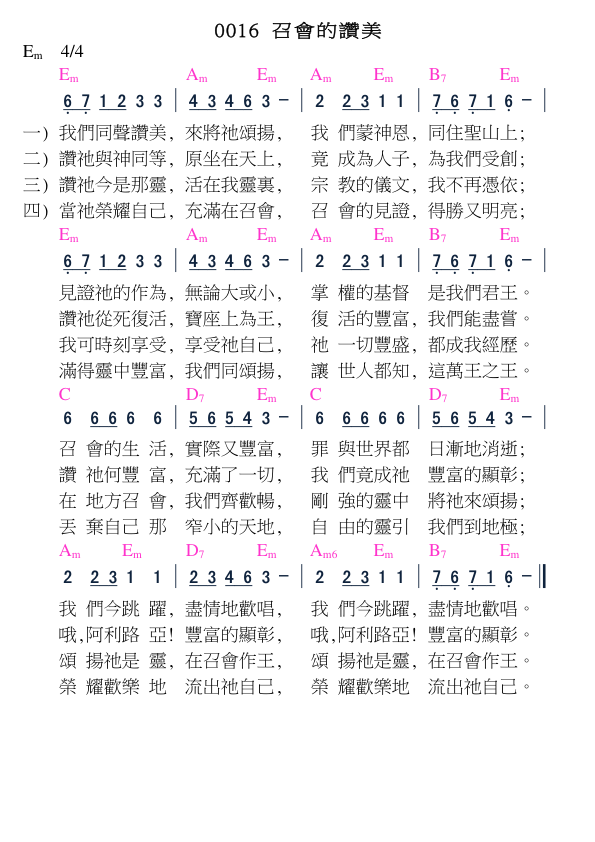 0016 召會的讚美
Em 4/4
Em Am Em Am Em B7 Em
6 7 1 2 3 3 | 4 3 4 6 3 - | 2 2 3 1 1 | 7 6 7 1 6 - |
一) 我們同聲讚美, 來將祂頌揚, 我 們蒙神恩, 同住聖山上;
二) 讚祂與神同等, 原坐在天上, 竟 成為人子, 為我們受創;
三) 讚祂今是那靈, 活在我靈裏, 宗 教的儀文, 我不再憑依;
四) 當祂榮耀自己, 充滿在召會, 召 會的見證, 得勝又明亮;
Em Am Em Am Em B7 Em
6 7 1 2 3 3 | 4 3 4 6 3 - | 2 2 3 1 1 | 7 6 7 1 6 - |
見證祂的作為, 無論大或小, 掌 權的基督 是我們君王。
讚祂從死復活, 寶座上為王, 復 活的豐富, 我們能盡嘗。
我可時刻享受, 享受祂自己, 祂 一切豐盛, 都成我經歷。
滿得靈中豐富, 我們同頌揚, 讓 世人都知, 這萬王之王。
C D7 Em C D7 Em
6 6 6 6 6 | 5 6 5 4 3 - | 6 6 6 6 6 | 5 6 5 4 3 - |
召 會的生 活, 實際又豐富, 罪 與世界都 日漸地消逝;
讚 祂何豐 富, 充滿了一切, 我 們竟成祂 豐富的顯彰;
在 地方召 會, 我們齊歡暢, 剛 強的靈中 將祂來頌揚;
丟 棄自己 那 窄小的天地, 自 由的靈引 我們到地極;
Am Em D7 Em Am6 Em B7 Em
2 2 3 1 1 | 2 3 4 6 3 - | 2 2 3 1 1 | 7 6 7 1 6 - ‖
我 們今跳 躍, 盡情地歡唱, 我 們今跳躍, 盡情地歡唱。
哦,阿利路 亞! 豐富的顯彰, 哦,阿利路亞! 豐富的顯彰。
頌 揚祂是 靈, 在召會作王, 頌 揚祂是靈, 在召會作王。
榮 耀歡樂 地 流出祂自己, 榮 耀歡樂地 流出祂自己。